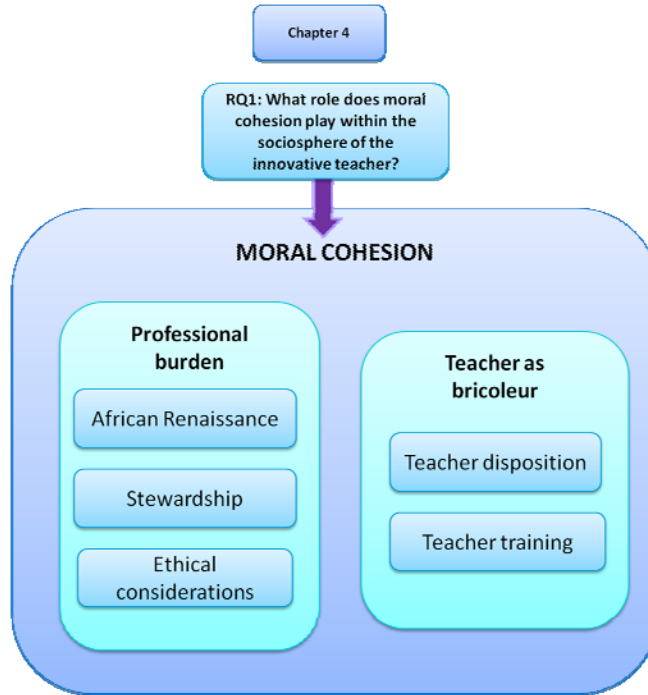 Chapter 4
RQ1: What role does moral
cohesion play within the
sociosphere of the
innovative teacher?
MORAL COHESION
Professional
burden
African Renaissance
Stewardship
Ethical
considerations
Teacher as
bricoleur
Teacher disposition
Teacher training